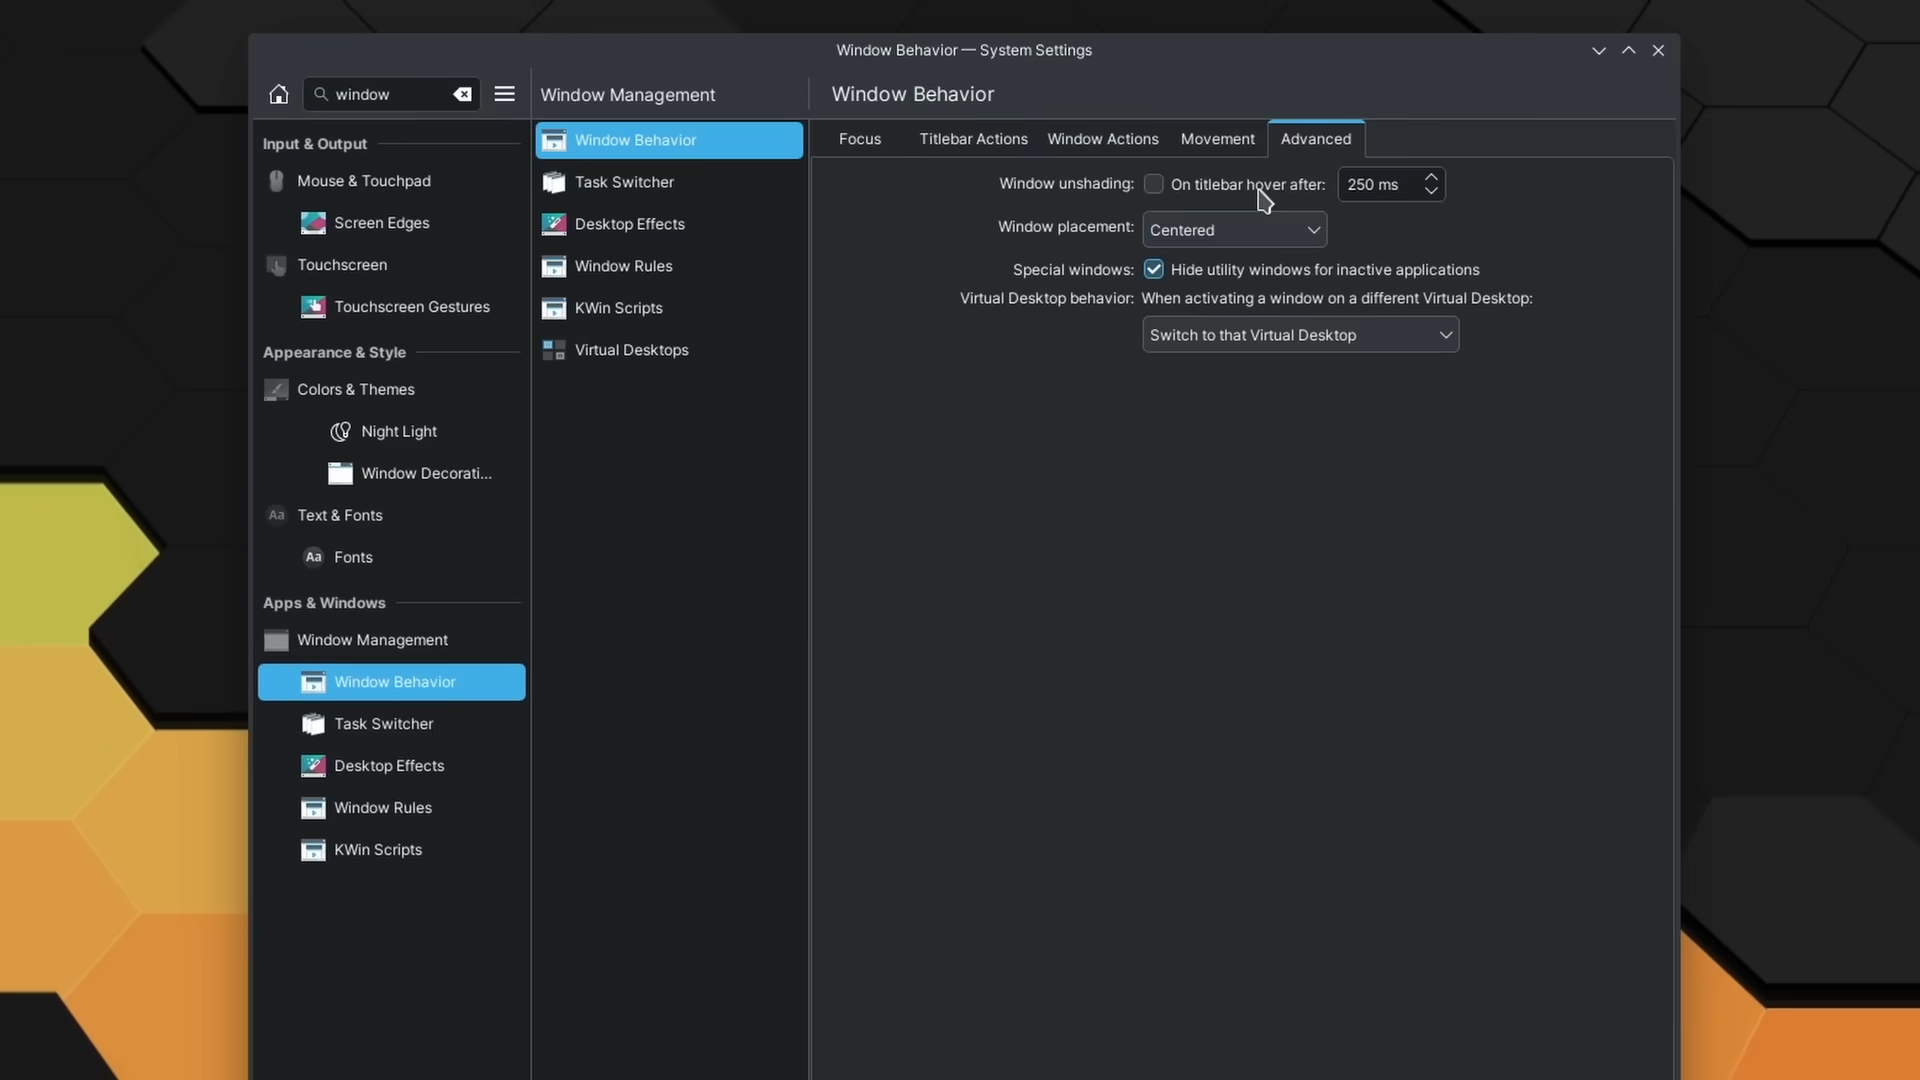 Window Behavior — System Settings
window
Window Management
Window Behavior
Input & Output
Mouse & Touchpad
Screen Edges
Touchscreen
Touchscreen Gestures
Appearance & Style
Colors & Themes
Night Light
Window Decorati...
Aa Text & Fonts
Aa Fonts
Apps & Windows
Window Management
Window Behavior
Task Switcher
Desktop Effects
Window Rules
KWin Scripts
Window Behavior
Task Switcher
Desktop Effects
Window Rules
KWin Scripts
Virtual Desktops
Focus Titlebar Actions Window Actions Movement Advanced
Window unshading: On titlebar hover after: 250 ms
Window placement: Centered
Special windows: Hide utility windows for inactive applications
Virtual Desktop behavior: When activating a window on a different Virtual Desktop:
Switch to that Virtual Desktop